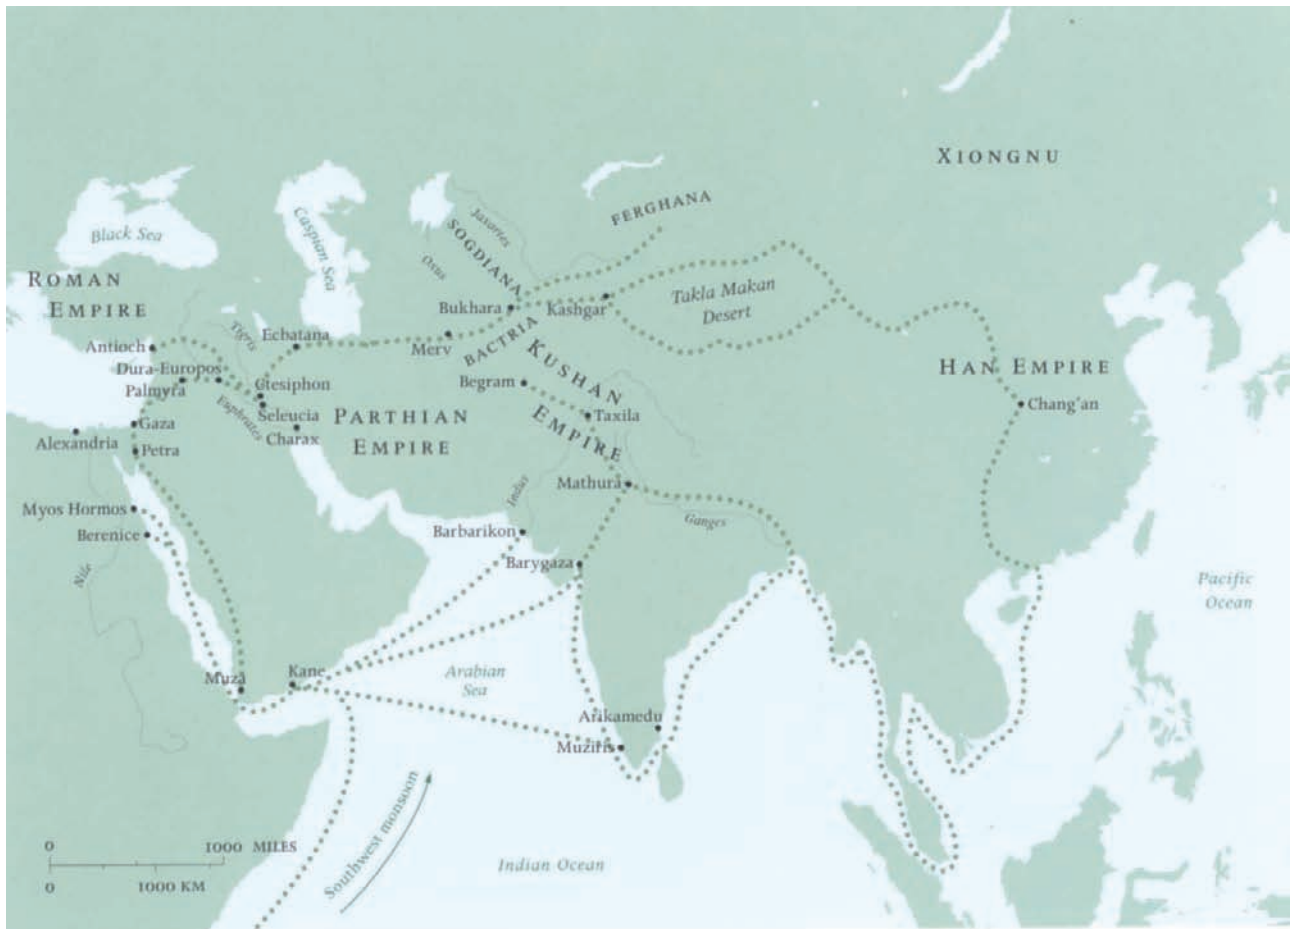 XIONGNU
FERGHANA
Jaxartes
SOGDIANA
Oxus
Black Sea
Caspian Sea
ROMAN
EMPIRE
Takla Makan
Desert
Bukhara
Kashgar
Tigris
Ecbatana
Merv
BACTRIA
Antioch
Dura-Europos
Palmyra
KUSHAN
EMPIRE
HAN EMPIRE
Begram
Ctesiphon
Euphrates
Seleucia
Charax
PARTHIAN
EMPIRE
Taxila
Chang'an
Gaza
Alexandria
Petra
Mathura
Indus
Ganges
Myos Hormos
Berenice
Nile
Barbarikon
Barygaza
Pacific
Ocean
Muza
Kane
Arabian
Sea
Arikamedu
Muziris
Southwest monsoon
Indian Ocean
0 1000 MILES
0 1000 KM